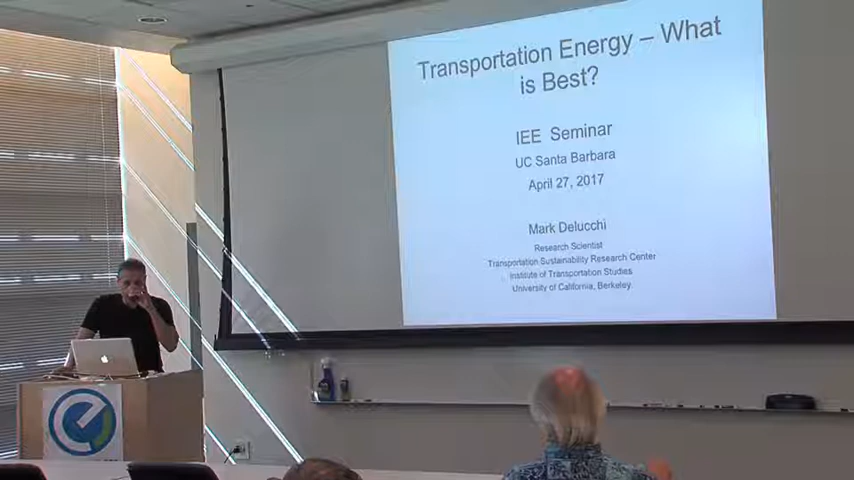 Transportation Energy – What
is Best?
IEE Seminar
UC Santa Barbara
April 27, 2017
Mark Delucchi
Research Scientist
Transportation Sustainability Research Center
Institute of Transportation Studies
University of California, Berkeley